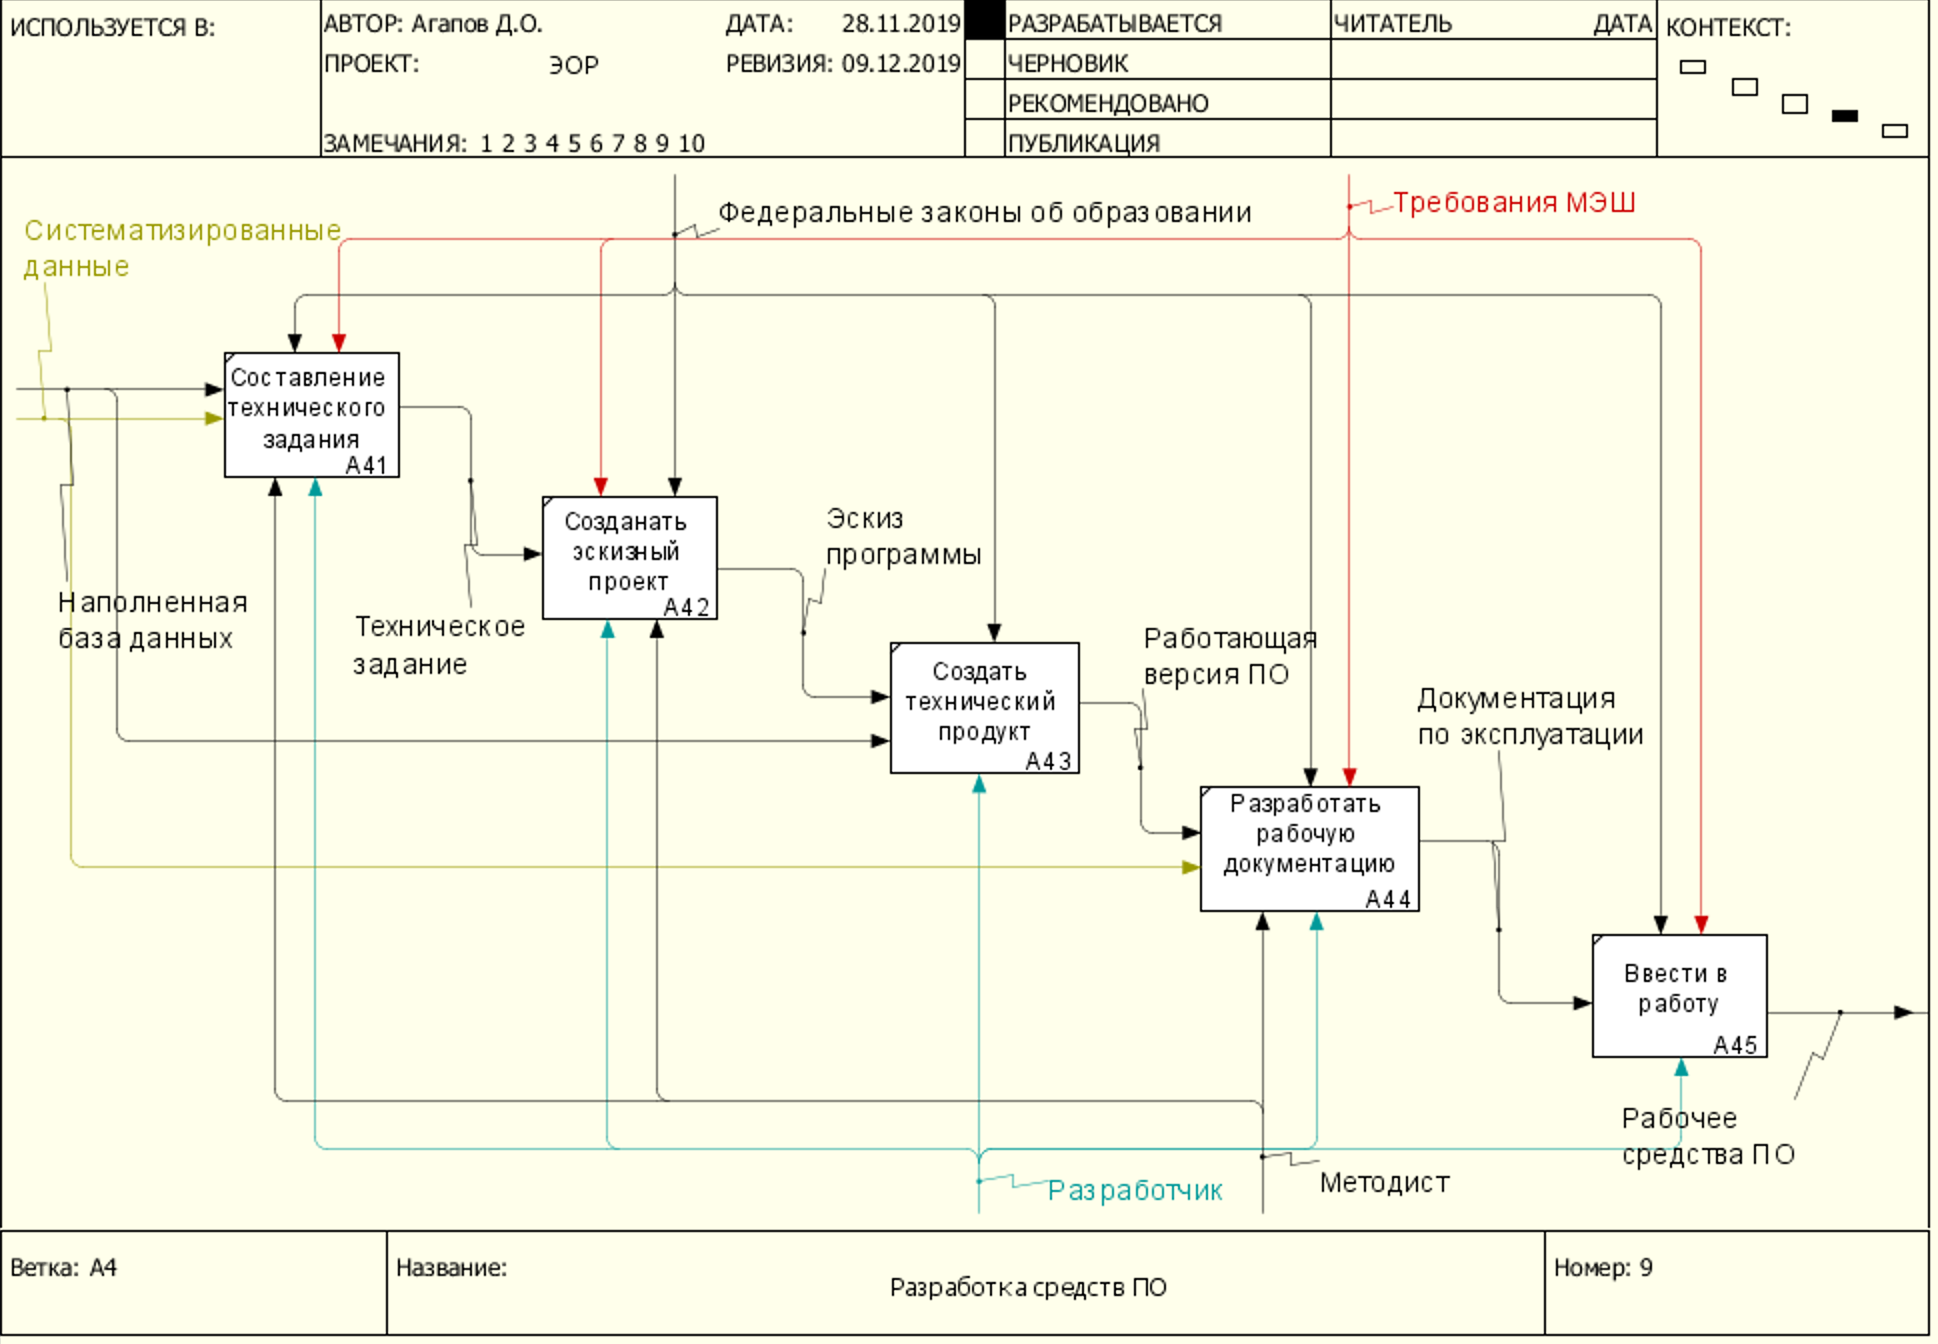 ИСПОЛЬЗУЕТСЯ В:
АВТОР: Агапов Д.О.
ДАТА: 28.11.2019
ПРОЕКТ: ЭОР
РЕВИЗИЯ: 09.12.2019
ЗАМЕЧАНИЯ: 1 2 3 4 5 6 7 8 9 10
РАЗРАБАТЫВАЕТСЯ
ЧЕРНОВИК
РЕКОМЕНДОВАНО
ПУБЛИКАЦИЯ
ЧИТАТЕЛЬ
ДАТА
КОНТЕКСТ:
Федеральные законы об образовании
Требования МЭШ
Систематизированные
данные
Составление
технического
задания
A41
Созданать
эскизный
проект
A42
Эскиз
программы
Наполненная
база данных
Техническое
задание
Создать
технический
продукт
A43
Работающая
версия ПО
Документация
по эксплуатации
Разработать
рабочую
документацию
A44
Ввести в
работу
A45
Рабочее
средства ПО
Разработчик
Методист
Ветка: A4
Название:
Разработка средств ПО
Номер: 9